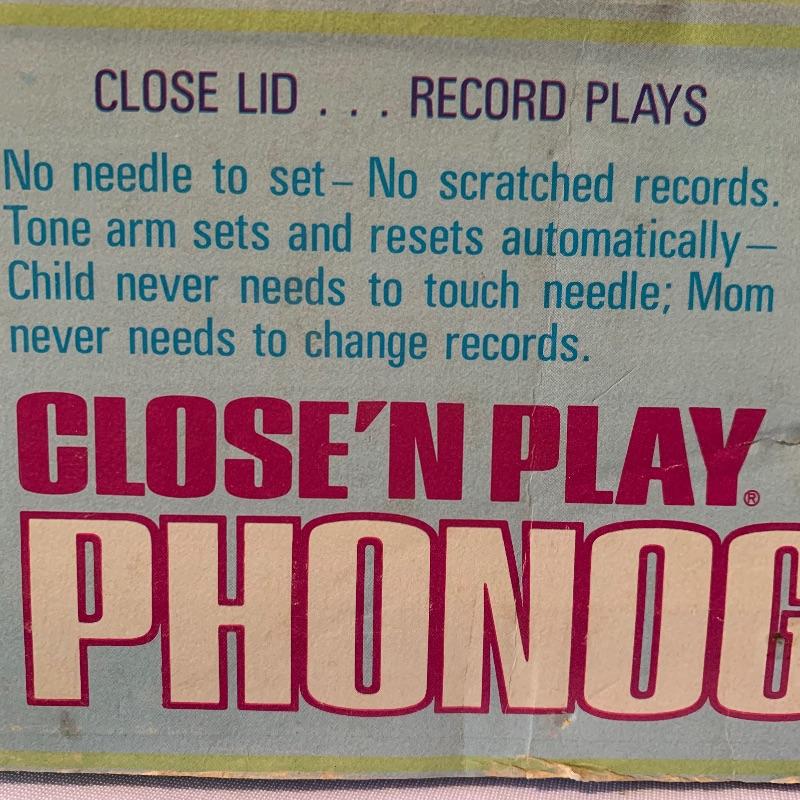 CLOSE LID . . . RECORD PLAYS
No needle to set – No scratched records.
Tone arm sets and resets automatically —
Child never needs to touch needle; Mom
never needs to change records.
CLOSE'N PLAY®
PHONOG